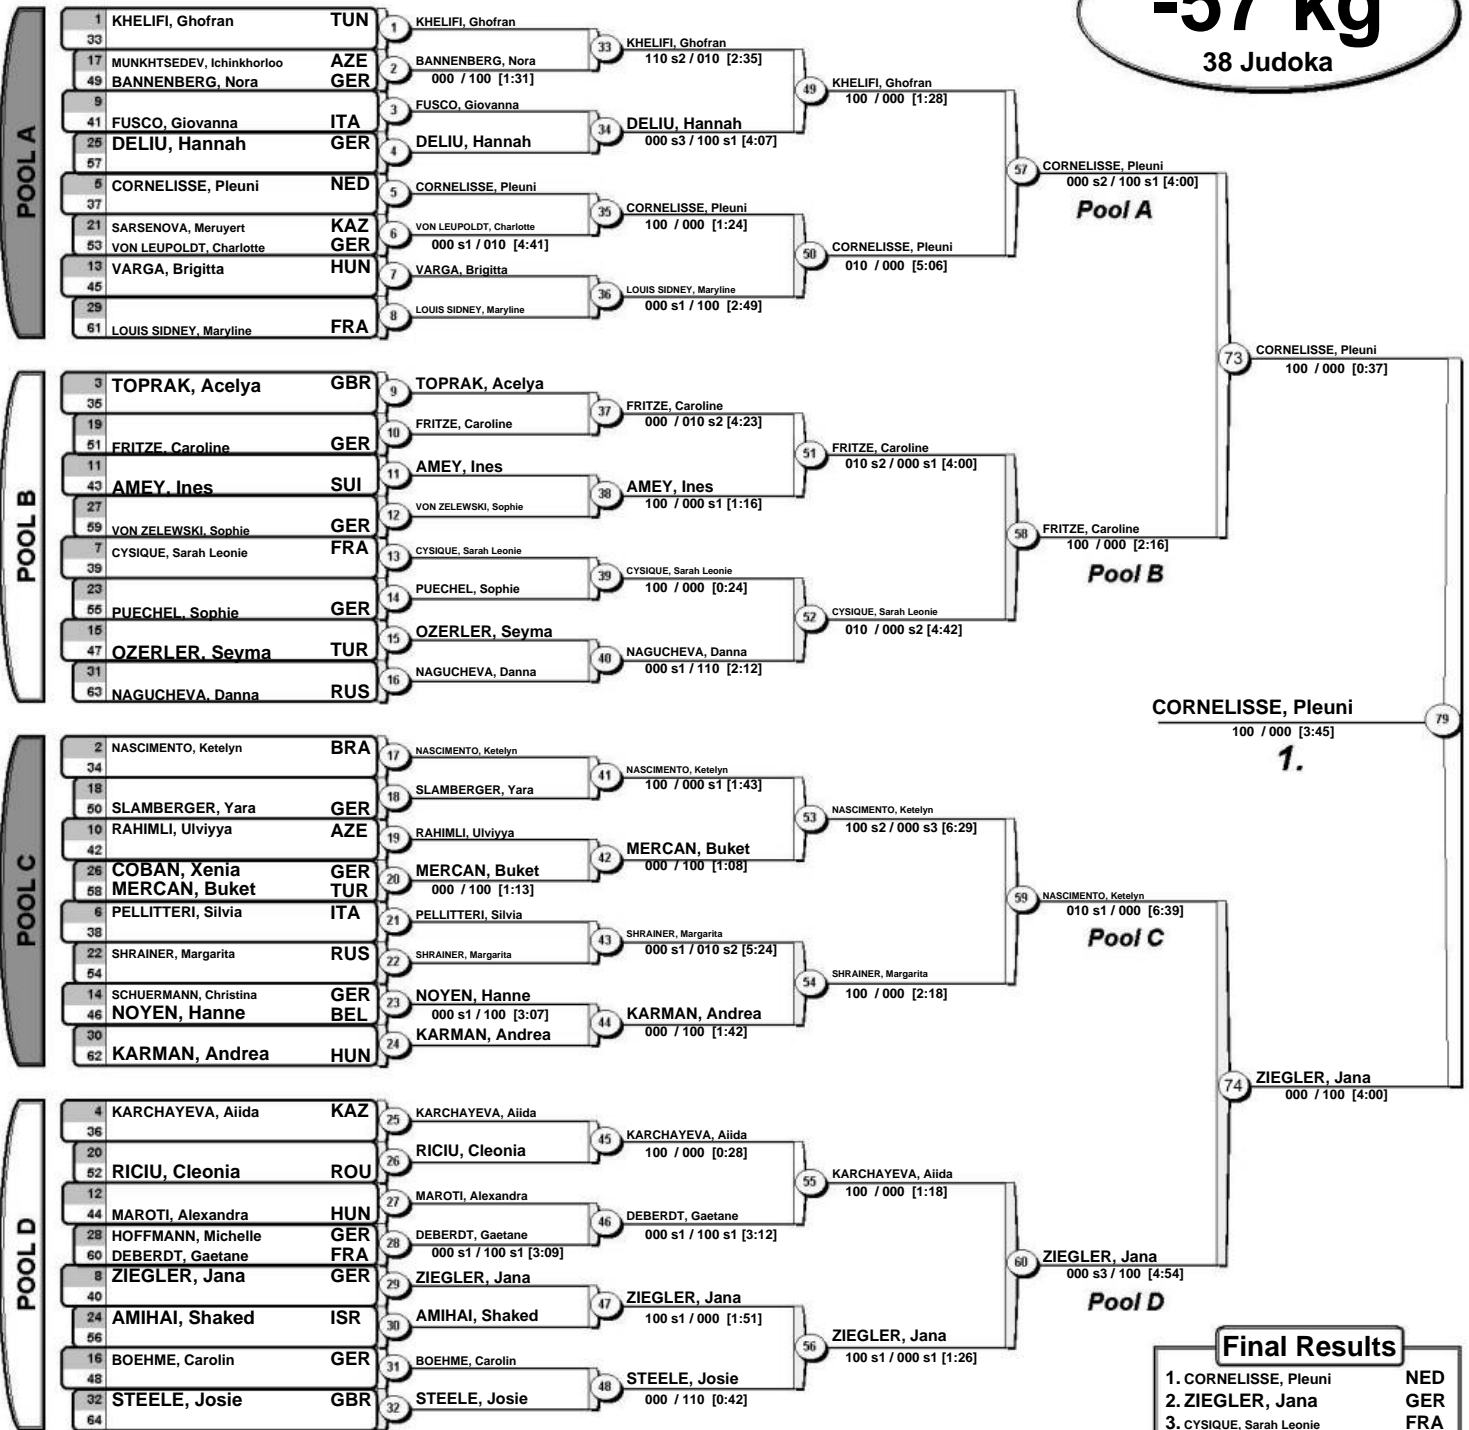 -57 kg
38 Judoka
POOL A
1 KHELIFI, Ghofran TUN
33
17 MUNKHTSEDEV, Ichinkhorloo AZE
49 BANNENBERG, Nora GER
9
41 FUSCO, Giovanna ITA
25 DELIU, Hannah GER
57
5 CORNELISSE, Pleuni NED
37
21 SARSENOVA, Meruyert KAZ
53 VON LEUPOLDT, Charlotte GER
13 VARGA, Brigitta HUN
45
29
61 LOUIS SIDNEY, Maryline FRA
1 KHELIFI, Ghofran
2 BANNENBERG, Nora
000 / 100 [1:31]
3 FUSCO, Giovanna
4 DELIU, Hannah
5 CORNELISSE, Pleuni
6 VON LEUPOLDT, Charlotte
000 s1 / 010 [4:41]
7 VARGA, Brigitta
8 LOUIS SIDNEY, Maryline
33 KHELIFI, Ghofran
110 s2 / 010 [2:35]
34 DELIU, Hannah
000 s3 / 100 s1 [4:07]
35 CORNELISSE, Pleuni
100 / 000 [1:24]
36 LOUIS SIDNEY, Maryline
000 s1 / 100 [2:49]
49 KHELIFI, Ghofran
100 / 000 [1:28]
50 CORNELISSE, Pleuni
010 / 000 [5:06]
57 CORNELISSE, Pleuni
000 s2 / 100 s1 [4:00]
Pool A
POOL B
3 TOPRAK, Acelya GBR
35
19
51 FRITZE, Caroline GER
11
43 AMEY, Ines SUI
27
59 VON ZELEWSKI, Sophie GER
7 CYSIQUE, Sarah Leonie FRA
39
23
55 PUECHEL, Sophie GER
15
47 OZERLER, Seyma TUR
31
63 NAGUCHEVA, Danna RUS
9 TOPRAK, Acelya
10 FRITZE, Caroline
11 AMEY, Ines
12 VON ZELEWSKI, Sophie
13 CYSIQUE, Sarah Leonie
14 PUECHEL, Sophie
15 OZERLER, Seyma
16 NAGUCHEVA, Danna
37 FRITZE, Caroline
000 / 010 s2 [4:23]
38 AMEY, Ines
100 / 000 s1 [1:16]
39 CYSIQUE, Sarah Leonie
100 / 000 [0:24]
40 NAGUCHEVA, Danna
000 s1 / 110 [2:12]
51 FRITZE, Caroline
010 s2 / 000 s1 [4:00]
52 CYSIQUE, Sarah Leonie
010 / 000 s2 [4:42]
58 FRITZE, Caroline
100 / 000 [2:16]
Pool B
73 CORNELISSE, Pleuni
100 / 000 [0:37]
CORNELISSE, Pleuni 79
100 / 000 [3:45]
1.
POOL C
2 NASCIMENTO, Ketelyn BRA
34
18
50 SLAMBERGER, Yara GER
10 RAHIMLI, Ulviyya AZE
42
26 COBAN, Xenia GER
58 MERCAN, Buket TUR
6 PELLITTERI, Silvia ITA
38
22 SHRAINER, Margarita RUS
54
14 SCHUERMANN, Christina GER
46 NOYEN, Hanne BEL
30
62 KARMAN, Andrea HUN
17 NASCIMENTO, Ketelyn
18 SLAMBERGER, Yara
19 RAHIMLI, Ulviyya
20 MERCAN, Buket
000 / 100 [1:13]
21 PELLITTERI, Silvia
22 SHRAINER, Margarita
23 NOYEN, Hanne
000 s1 / 100 [3:07]
24 KARMAN, Andrea
41 NASCIMENTO, Ketelyn
100 / 000 s1 [1:43]
42 MERCAN, Buket
000 / 100 [1:08]
43 SHRAINER, Margarita
000 s1 / 010 s2 [5:24]
44 KARMAN, Andrea
000 / 100 [1:42]
53 NASCIMENTO, Ketelyn
100 s2 / 000 s3 [6:29]
54 SHRAINER, Margarita
100 / 000 [2:18]
59 NASCIMENTO, Ketelyn
010 s1 / 000 [6:39]
Pool C
POOL D
4 KARCHAYEVA, Aiida KAZ
36
20
52 RICIU, Cleonia ROU
12
44 MAROTI, Alexandra HUN
28 HOFFMANN, Michelle GER
60 DEBERDT, Gaetane FRA
8 ZIEGLER, Jana GER
40
24 AMIHAI, Shaked ISR
56
16 BOEHME, Carolin GER
48
32 STEELE, Josie GBR
64
25 KARCHAYEVA, Aiida
26 RICIU, Cleonia
27 MAROTI, Alexandra
28 DEBERDT, Gaetane
000 s1 / 100 s1 [3:09]
29 ZIEGLER, Jana
30 AMIHAI, Shaked
31 BOEHME, Carolin
32 STEELE, Josie
45 KARCHAYEVA, Aiida
100 / 000 [0:28]
46 DEBERDT, Gaetane
000 s1 / 100 s1 [3:12]
47 ZIEGLER, Jana
100 s1 / 000 [1:51]
48 STEELE, Josie
000 / 110 [0:42]
55 KARCHAYEVA, Aiida
100 / 000 [1:18]
56 ZIEGLER, Jana
100 s1 / 000 s1 [1:26]
60 ZIEGLER, Jana
000 s3 / 100 [4:54]
Pool D
74 ZIEGLER, Jana
000 / 100 [4:00]
Final Results
1. CORNELISSE, Pleuni NED
2. ZIEGLER, Jana GER
3. CYSIQUE, Sarah Leonie FRA